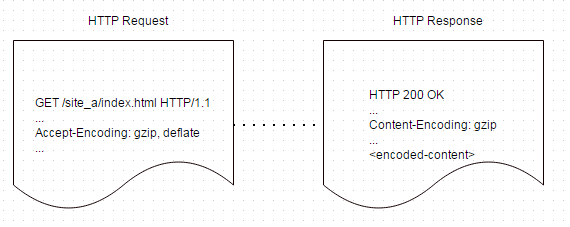 HTTP Request
GET /site_a/index.html HTTP/1.1
...
Accept-Encoding: gzip, deflate
...
HTTP Response
HTTP 200 OK
...
Content-Encoding: gzip
...
<encoded-content>